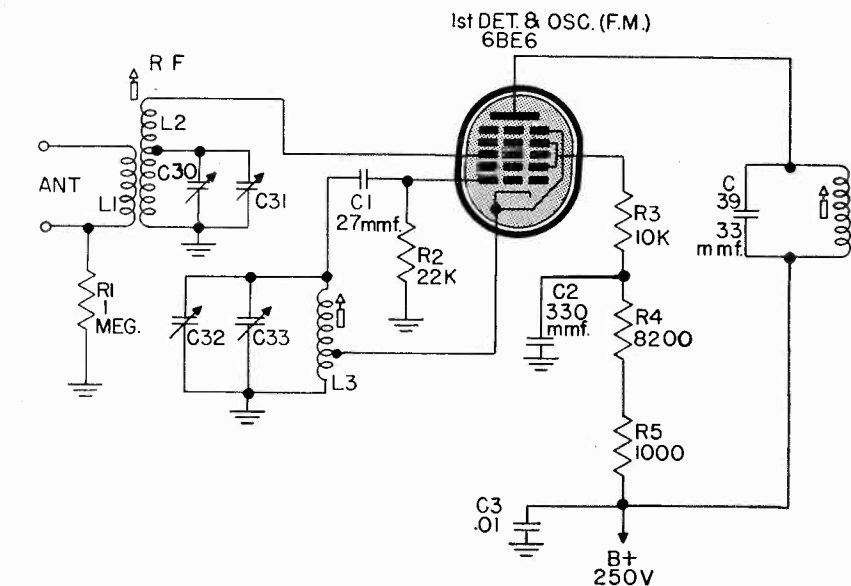 1st DET. & OSC. (F.M.)
6BE6
RF
L2
C30
C31
ANT
L1
C1
27mmf.
R2
22K
R1
1
MEG.
C32
C33
L3
R3
10K
C2
330
mmf.
R4
8200
R5
1000
C
39
33
mmf.
C3
.01
B+
250V